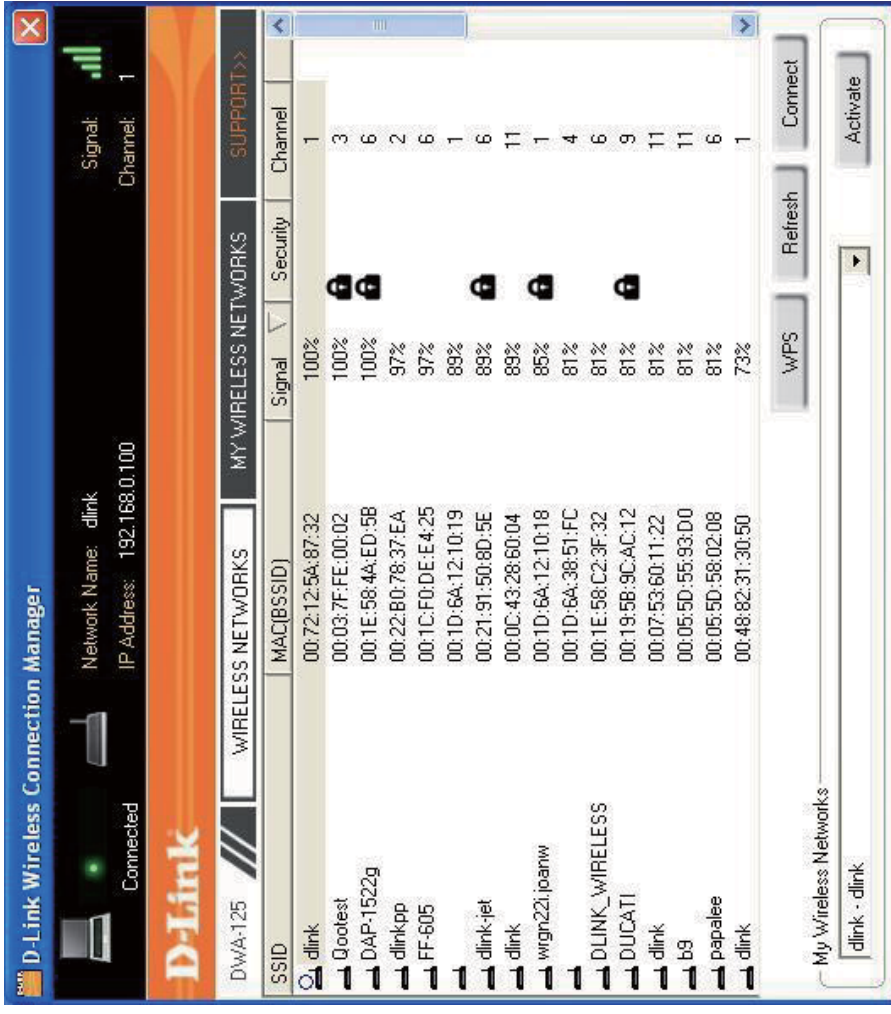 D-Link Wireless Connection Manager
Connected
Network Name: dlink
Signal:
IP Address: 192.168.0.100
Channel: 1
D-Link
DWA-125 WIRELESS NETWORKS MY WIRELESS NETWORKS SUPPORT>>
SSID MAC(BSSID) Signal Security Channel
dlink 00:72:12:5A:87:32 100% 1
Qootest 00:03:7F:FE:00:02 100% 3
DAP-1522g 00:1E:58:4A:ED:5B 100% 6
dlinkpp 00:22:B0:78:37:EA 97% 2
FF-605 00:1C:F0:DE:E4:25 97% 6
00:1D:6A:12:10:19 89% 1
dlink-jet 00:21:91:50:8D:5E 89% 6
dlink 00:0C:43:28:60:04 89% 11
wrgn22i.joanw 00:1D:6A:12:10:18 85% 1
00:1D:6A:38:51:FC 81% 4
DLINK_WIRELESS 00:1E:58:C2:3F:32 81% 6
DUCATI 00:19:5B:9C:AC:12 81% 9
dlink 00:07:53:60:11:22 81% 11
b9 00:05:5D:55:93:D0 81% 11
papalee 00:05:5D:58:02:08 81% 6
dlink 00:48:82:31:30:50 73% 1
WPS Refresh Connect
My Wireless Networks
dlink - dlink Activate